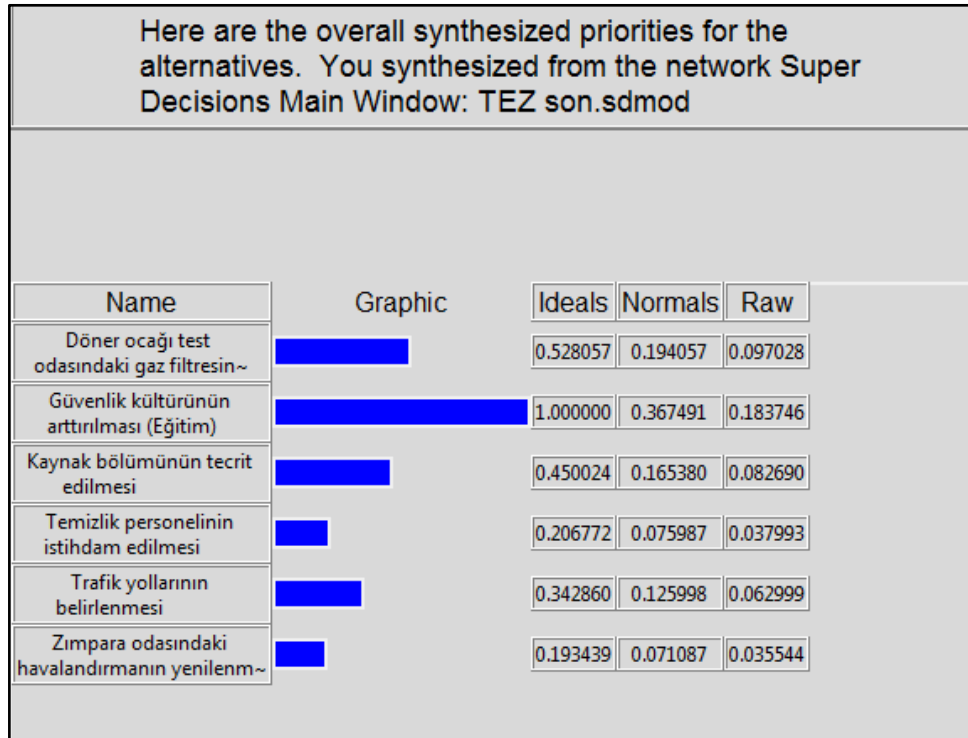 Here are the overall synthesized priorities for the
alternatives. You synthesized from the network Super
Decisions Main Window: TEZ son.sdmod
Name Graphic Ideals Normals Raw
Döner ocağı test
odasındaki gaz filtresin~ 0.528057 0.194057 0.097028
Güvenlik kültürünün
arttırılması (Eğitim) 1.000000 0.367491 0.183746
Kaynak bölümünün tecrit
edilmesi 0.450024 0.165380 0.082690
Temizlik personelinin
istihdam edilmesi 0.206772 0.075987 0.037993
Trafik yollarının
belirlenmesi 0.342860 0.125998 0.062999
Zımpara odasındaki
havalandırmanın yenilenm~ 0.193439 0.071087 0.035544